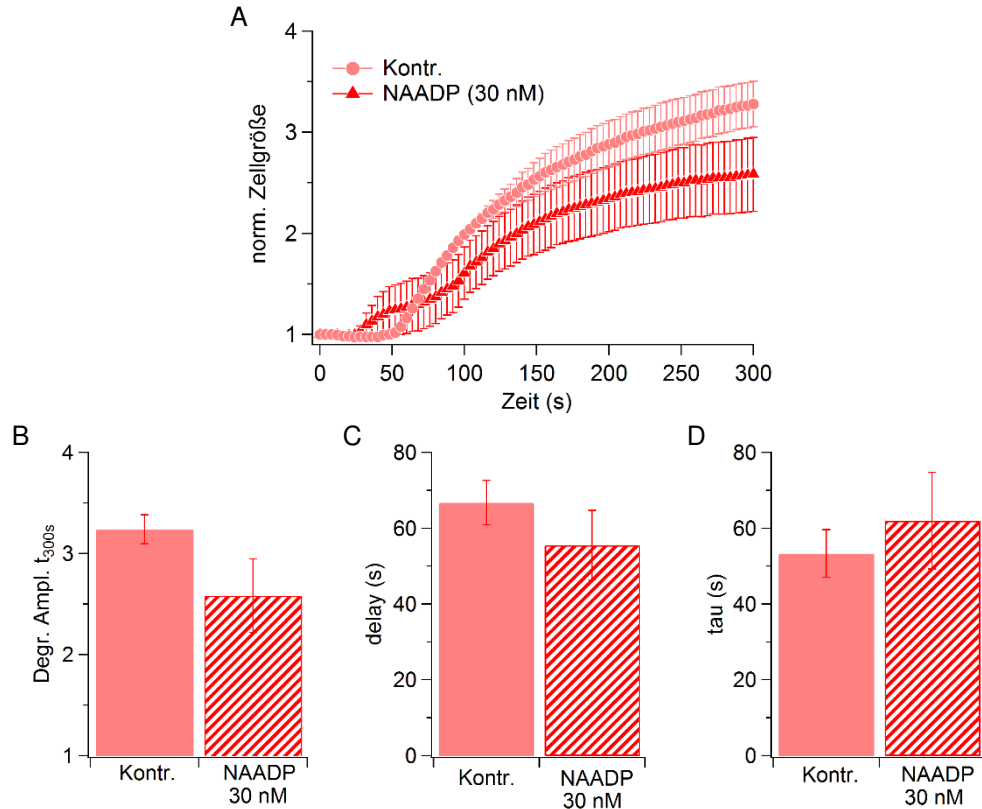 A
4
3
2
1
norm. Zellgröße
Kontr.
NAADP (30 nM)
0
50
100
150
200
250
300
Zeit (s)
B
4
3
2
1
Degr. Ampl. t300s
Kontr.
NAADP
30 nM
C
80
60
40
20
0
delay (s)
Kontr.
NAADP
30 nM
D
80
60
40
20
0
tau (s)
Kontr.
NAADP
30 nM